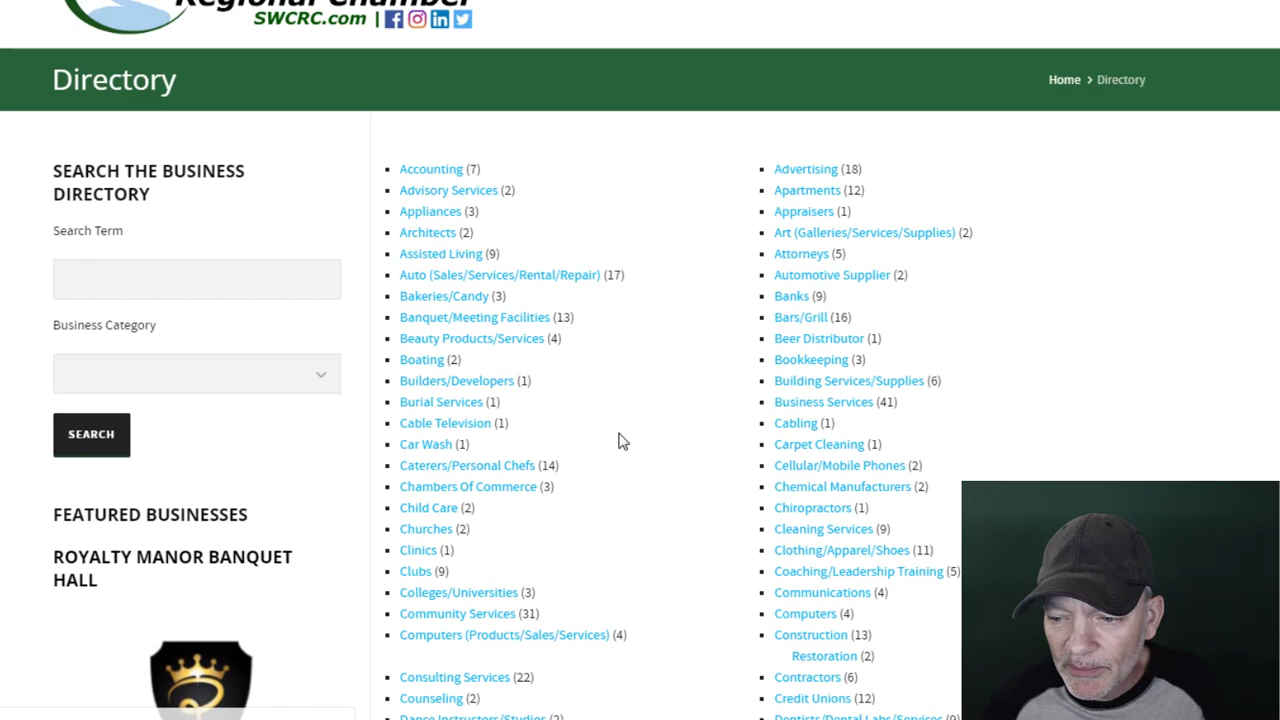 Regional Chamber
SWCRC.com |
Directory
Home > Directory
SEARCH THE BUSINESS
DIRECTORY
Search Term
Business Category
SEARCH
FEATURED BUSINESSES
ROYALTY MANOR BANQUET
HALL
Accounting (7)
Advisory Services (2)
Appliances (3)
Architects (2)
Assisted Living (9)
Auto (Sales/Services/Rental/Repair) (17)
Bakeries/Candy (3)
Banquet/Meeting Facilities (13)
Beauty Products/Services (4)
Boating (2)
Builders/Developers (1)
Burial Services (1)
Cable Television (1)
Car Wash (1)
Caterers/Personal Chefs (14)
Chambers Of Commerce (3)
Child Care (2)
Churches (2)
Clinics (1)
Clubs (9)
Colleges/Universities (3)
Community Services (31)
Computers (Products/Sales/Services) (4)
Consulting Services (22)
Counseling (2)
Dance Instructors/Studios (2)
Advertising (18)
Apartments (12)
Appraisers (1)
Art (Galleries/Services/Supplies) (2)
Attorneys (5)
Automotive Supplier (2)
Banks (9)
Bars/Grill (16)
Beer Distributor (1)
Bookkeeping (3)
Building Services/Supplies (6)
Business Services (41)
Cabling (1)
Carpet Cleaning (1)
Cellular/Mobile Phones (2)
Chemical Manufacturers (2)
Chiropractors (1)
Cleaning Services (9)
Clothing/Apparel/Shoes (11)
Coaching/Leadership Training (5)
Communications (4)
Computers (4)
Construction (13)
Restoration (2)
Contractors (6)
Credit Unions (12)
Dentists/Dental Labs/Services (9)